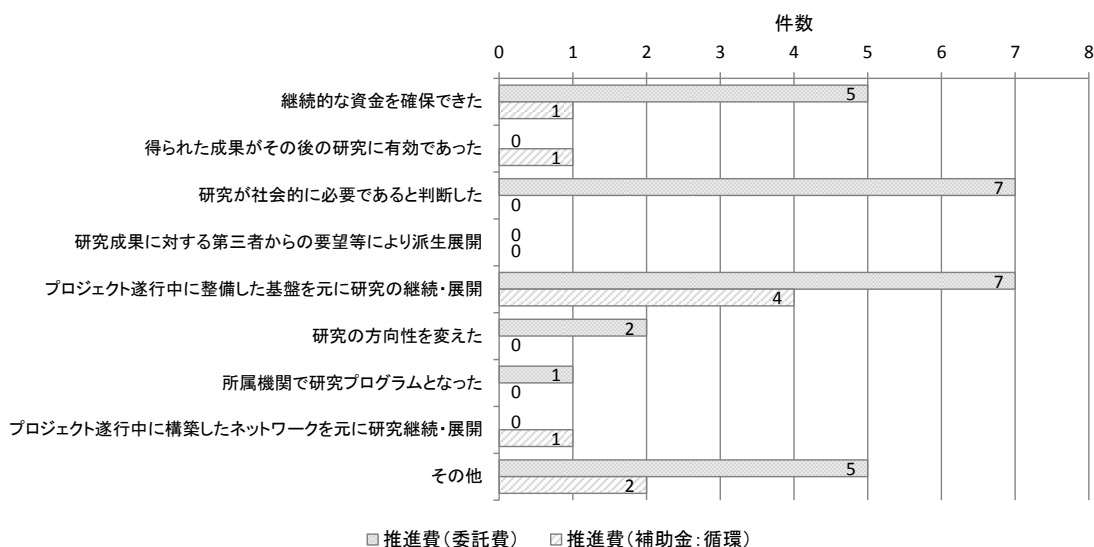 件数
0 1 2 3 4 5 6 7 8
継続的な資金を確保できた
5
1
得られた成果がその後の研究に有効であった
0
1
研究が社会的に必要であると判断した
7
0
研究成果に対する第三者からの要望等により派生展開
0
0
プロジェクト遂行中に整備した基盤を元に研究の継続・展開
7
4
研究の方向性を変えた
2
0
所属機関で研究プログラムとなった
1
0
プロジェクト遂行中に構築したネットワークを元に研究継続・展開
0
1
その他
5
2
推進費(委託費) 推進費(補助金:循環)